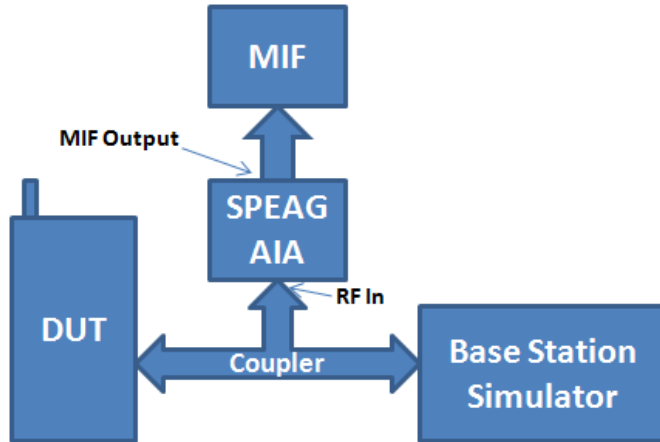 MIF
MIF Output
SPEAG
AIA
RF In
DUT
Coupler
Base Station
Simulator